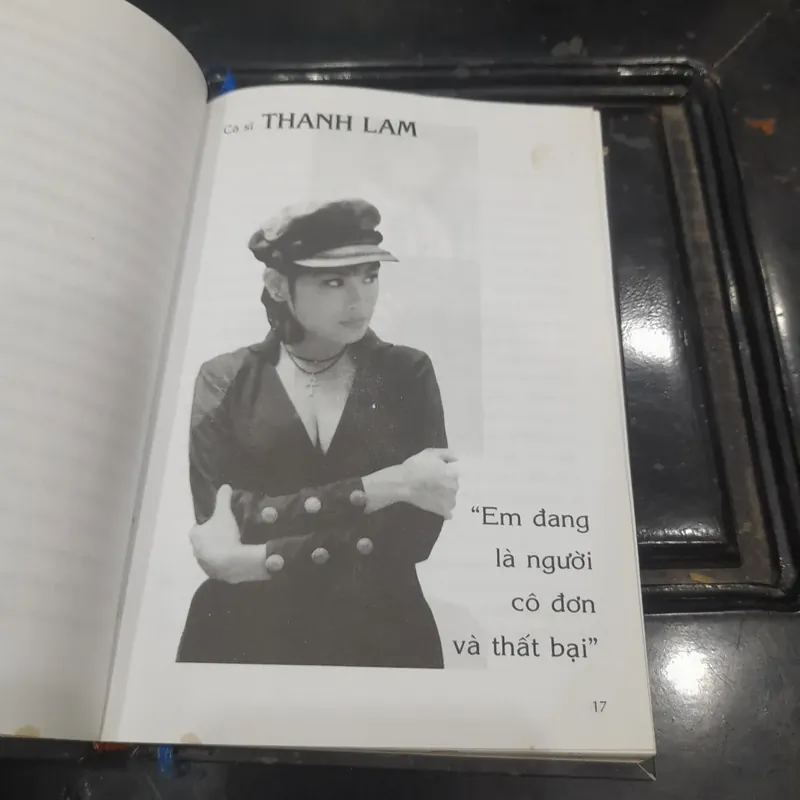 Ca sĩ THANH LAM
“Em đang
là người
cô đơn
và thất bại”
17